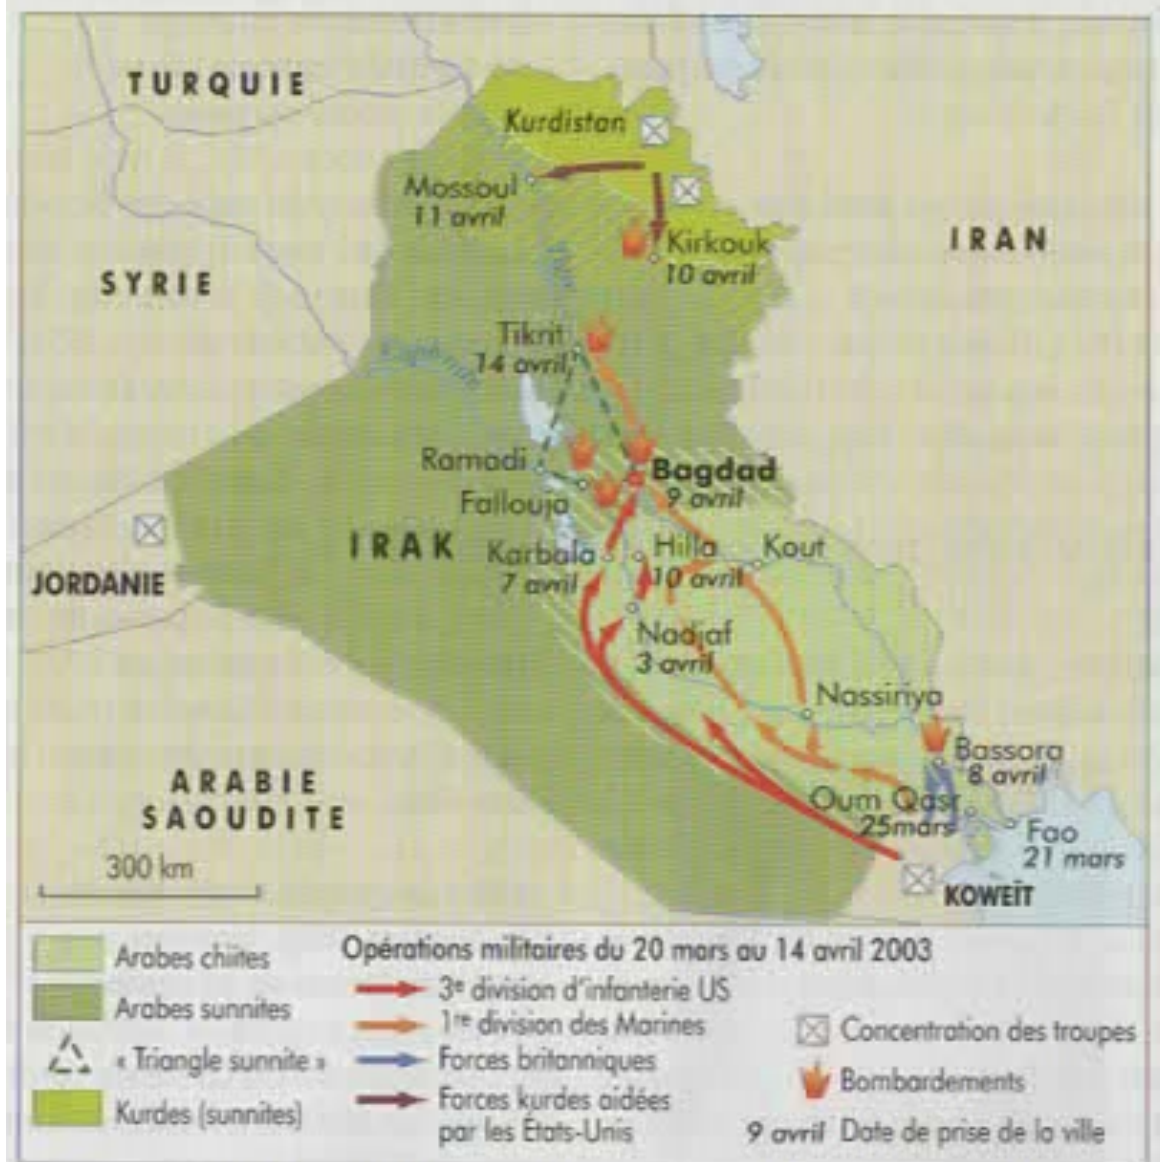 TURQUIE
Kurdistan
Mossoul
11 avril
IRAN
Kirkouk
10 avril
SYRIE
Tikrit
14 avril
Euphrate
Ramadi
Bagdad
9 avril
Fallouja
IRAK
Karbala
7 avril
Hilla
10 avril
Kout
JORDANIE
Nadjaf
3 avril
Nassiriya
Bassora
8 avril
ARABIE
SAOUDITE
Oum Qasr
25mars
Fao
21 mars
300 km
KOWEÏT
Opérations militaires du 20 mars au 14 avril 2003
Arabes chiites
Arabes sunnites
« Triangle sunnite »
Kurdes (sunnites)
3e division d'infanterie US
1re division des Marines
Forces britanniques
Forces kurdes aidées
par les États-Unis
Concentration des troupes
Bombardements
9 avril Date de prise de la ville